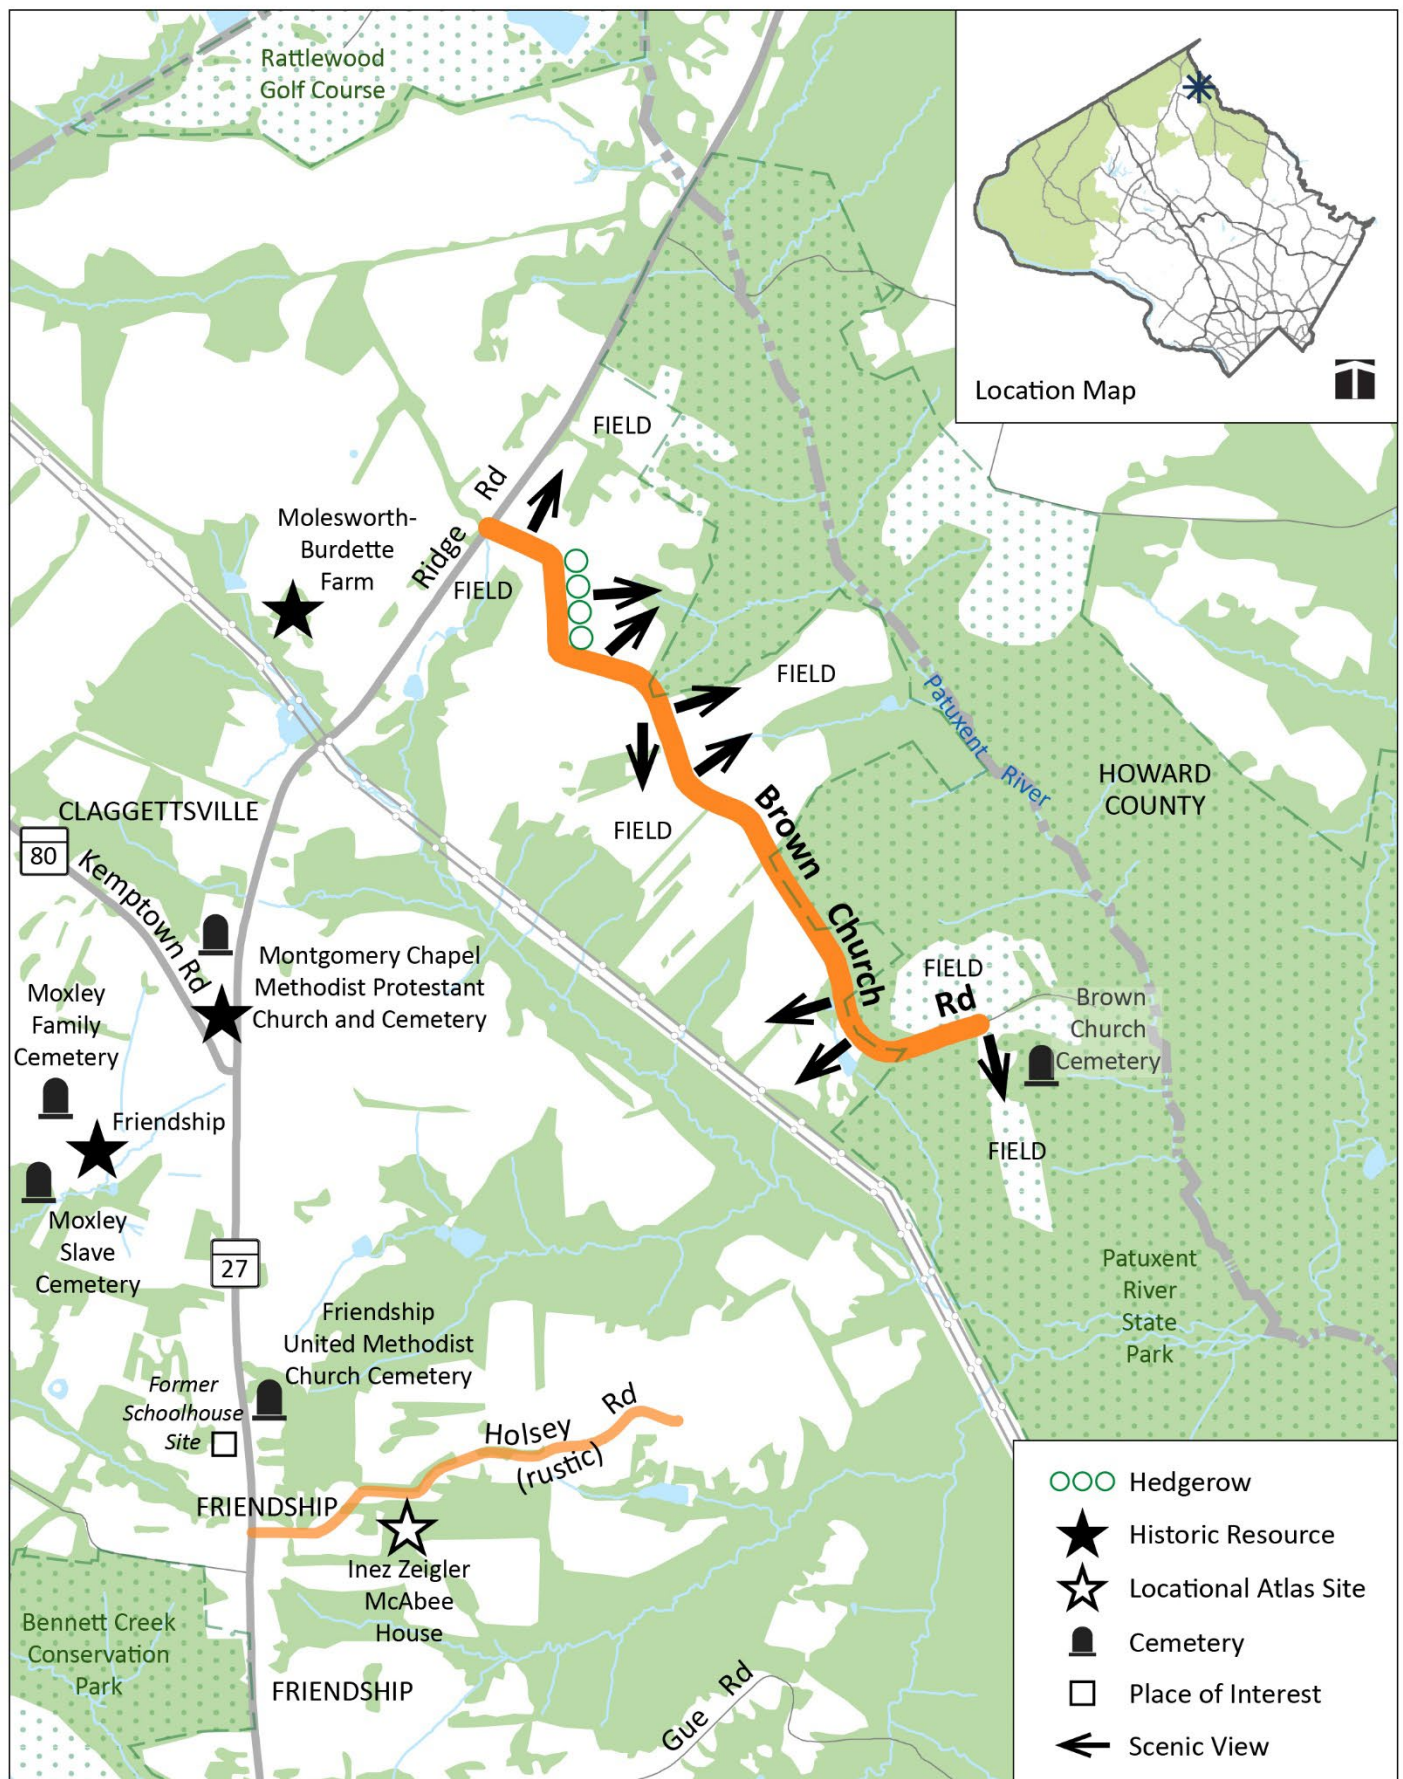 Rattlewood
Golf Course
Location Map
FIELD
Ridge Rd
Molesworth-
Burdette
Farm
FIELD
FIELD
Patuxent River
HOWARD
COUNTY
CLAGGETTSVILLE
FIELD
Brown Church Rd
80
Kemptown Rd
Montgomery Chapel
Methodist Protestant
Church and Cemetery
FIELD
Moxley
Family
Cemetery
Brown
Church
Cemetery
Friendship
FIELD
Moxley
Slave
Cemetery
27
Patuxent
River
State
Park
Friendship
United Methodist
Church Cemetery
Former
Schoolhouse
Site
Holsey Rd
(rustic)
FRIENDSHIP
Inez Zeigler
McAbee
House
Bennett Creek
Conservation
Park
FRIENDSHIP
Gue Rd
Hedgerow
Historic Resource
Locational Atlas Site
Cemetery
Place of Interest
Scenic View